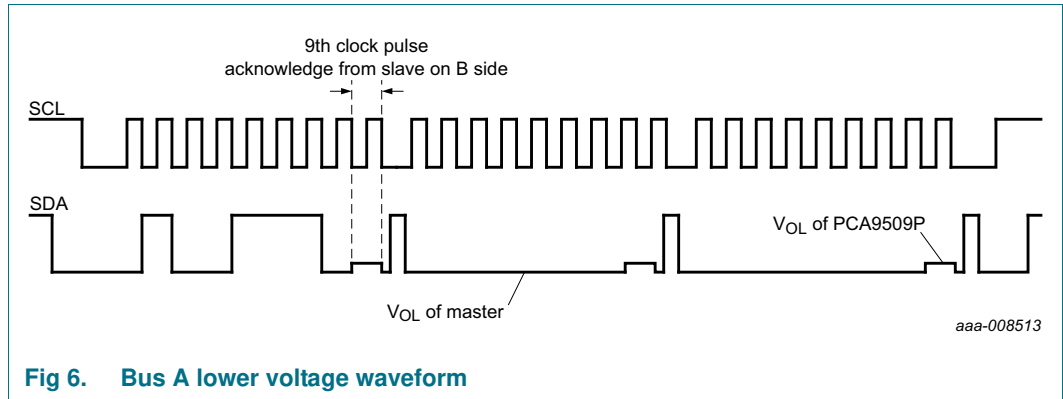 9th clock pulse
acknowledge from slave on B side
SCL
SDA
VOL of PCA9509P
VOL of master
aaa-008513
Fig 6. Bus A lower voltage waveform